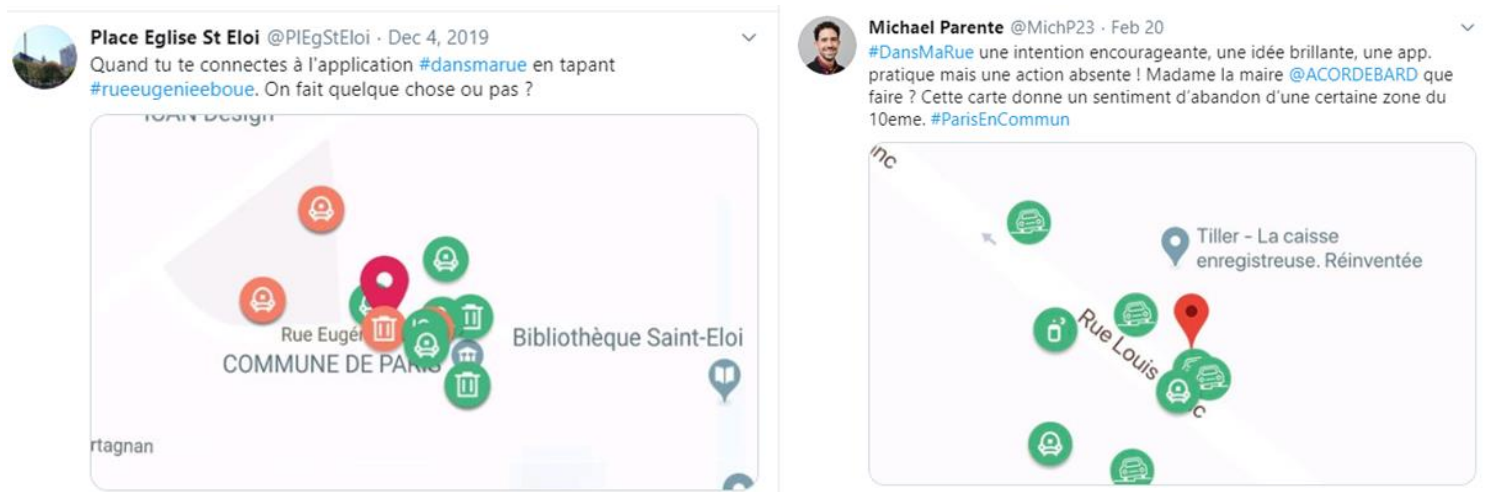 Place Eglise St Eloi @PlEgStEloi · Dec 4, 2019
Quand tu te connectes à l'application #dansmarue en tapant
#rueeugenieeboue. On fait quelque chose ou pas ?
Rue Eugén
COMMUNE DE PARIS
Bibliothèque Saint-Eloi
rtagnan
Michael Parente @MichP23 · Feb 20
#DansMaRue une intention encourageante, une idée brillante, une app.
pratique mais une action absente ! Madame la maire @ACORDEBARD que
faire ? Cette carte donne un sentiment d'abandon d'une certaine zone du
10eme. #ParisEnCommun
nc
Tiller - La caisse
enregistreuse. Réinventée
Rue Louis
c